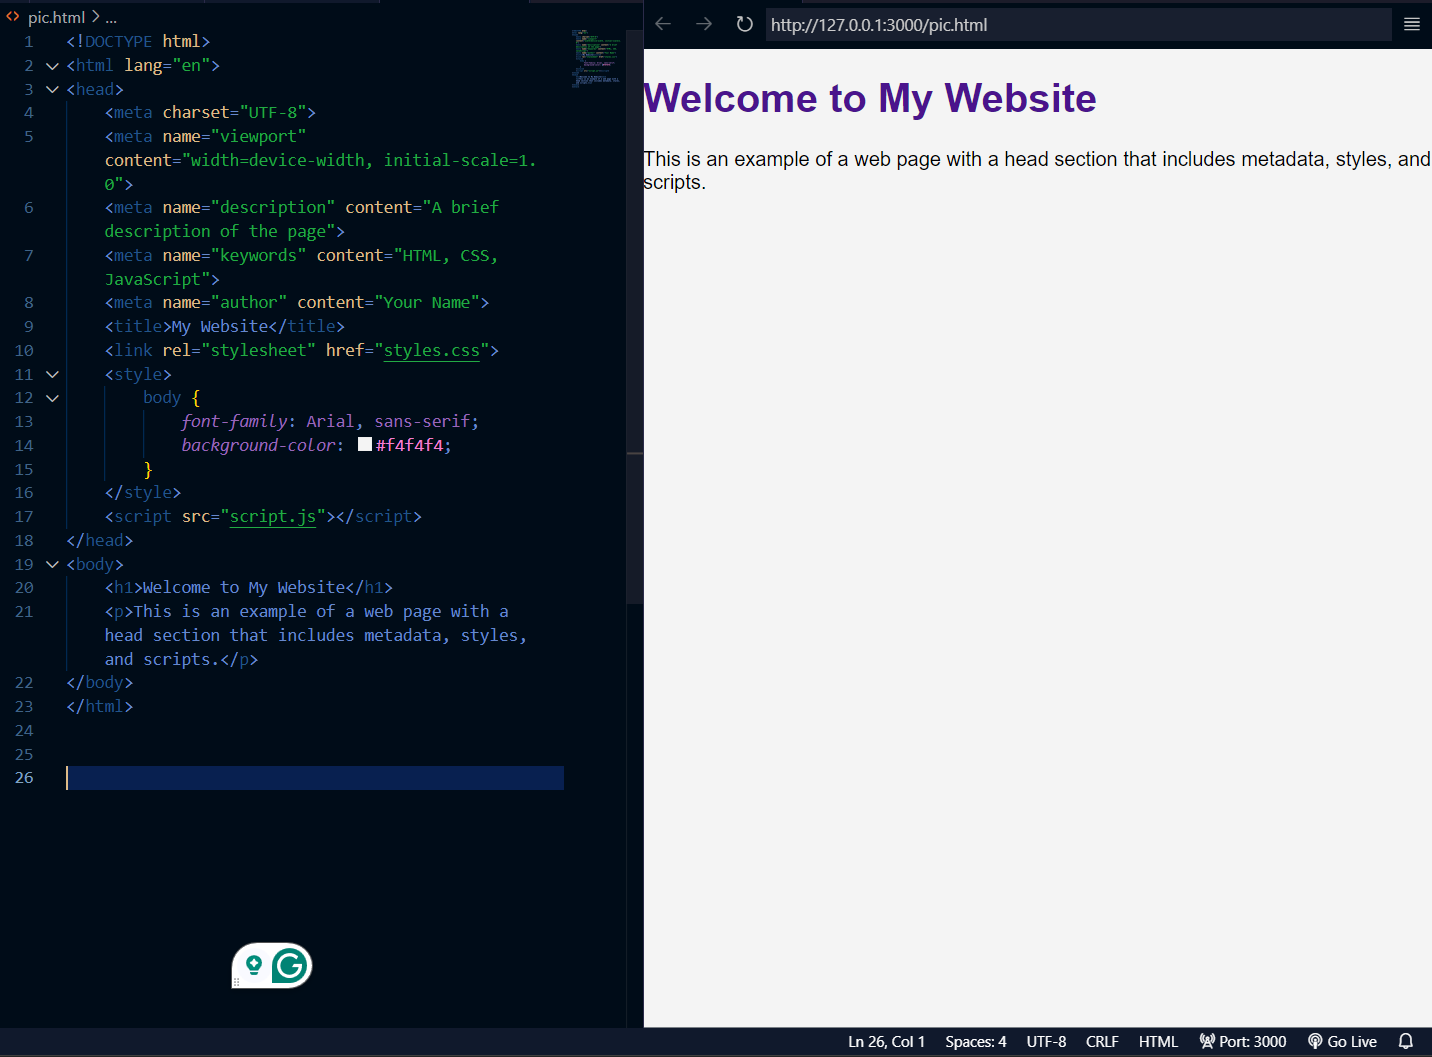 pic.html > ...
http://127.0.0.1:3000/pic.html
1 <!DOCTYPE html>
2 <html lang="en">
3 <head>
4 <meta charset="UTF-8">
5 <meta name="viewport"
content="width=device-width, initial-scale=1.
0">
6 <meta name="description" content="A brief
description of the page">
7 <meta name="keywords" content="HTML, CSS,
JavaScript">
8 <meta name="author" content="Your Name">
9 <title>My Website</title>
10 <link rel="stylesheet" href="styles.css">
11 <style>
12 body {
13 font-family: Arial, sans-serif;
14 background-color: #f4f4f4;
15 }
16 </style>
17 <script src="script.js"></script>
18 </head>
19 <body>
20 <h1>Welcome to My Website</h1>
21 <p>This is an example of a web page with a
head section that includes metadata, styles,
and scripts.</p>
22 </body>
23 </html>
24
25
26
Welcome to My Website
This is an example of a web page with a head section that includes metadata, styles, and
scripts.
G
Ln 26, Col 1 Spaces: 4 UTF-8 CRLF HTML Port: 3000 Go Live